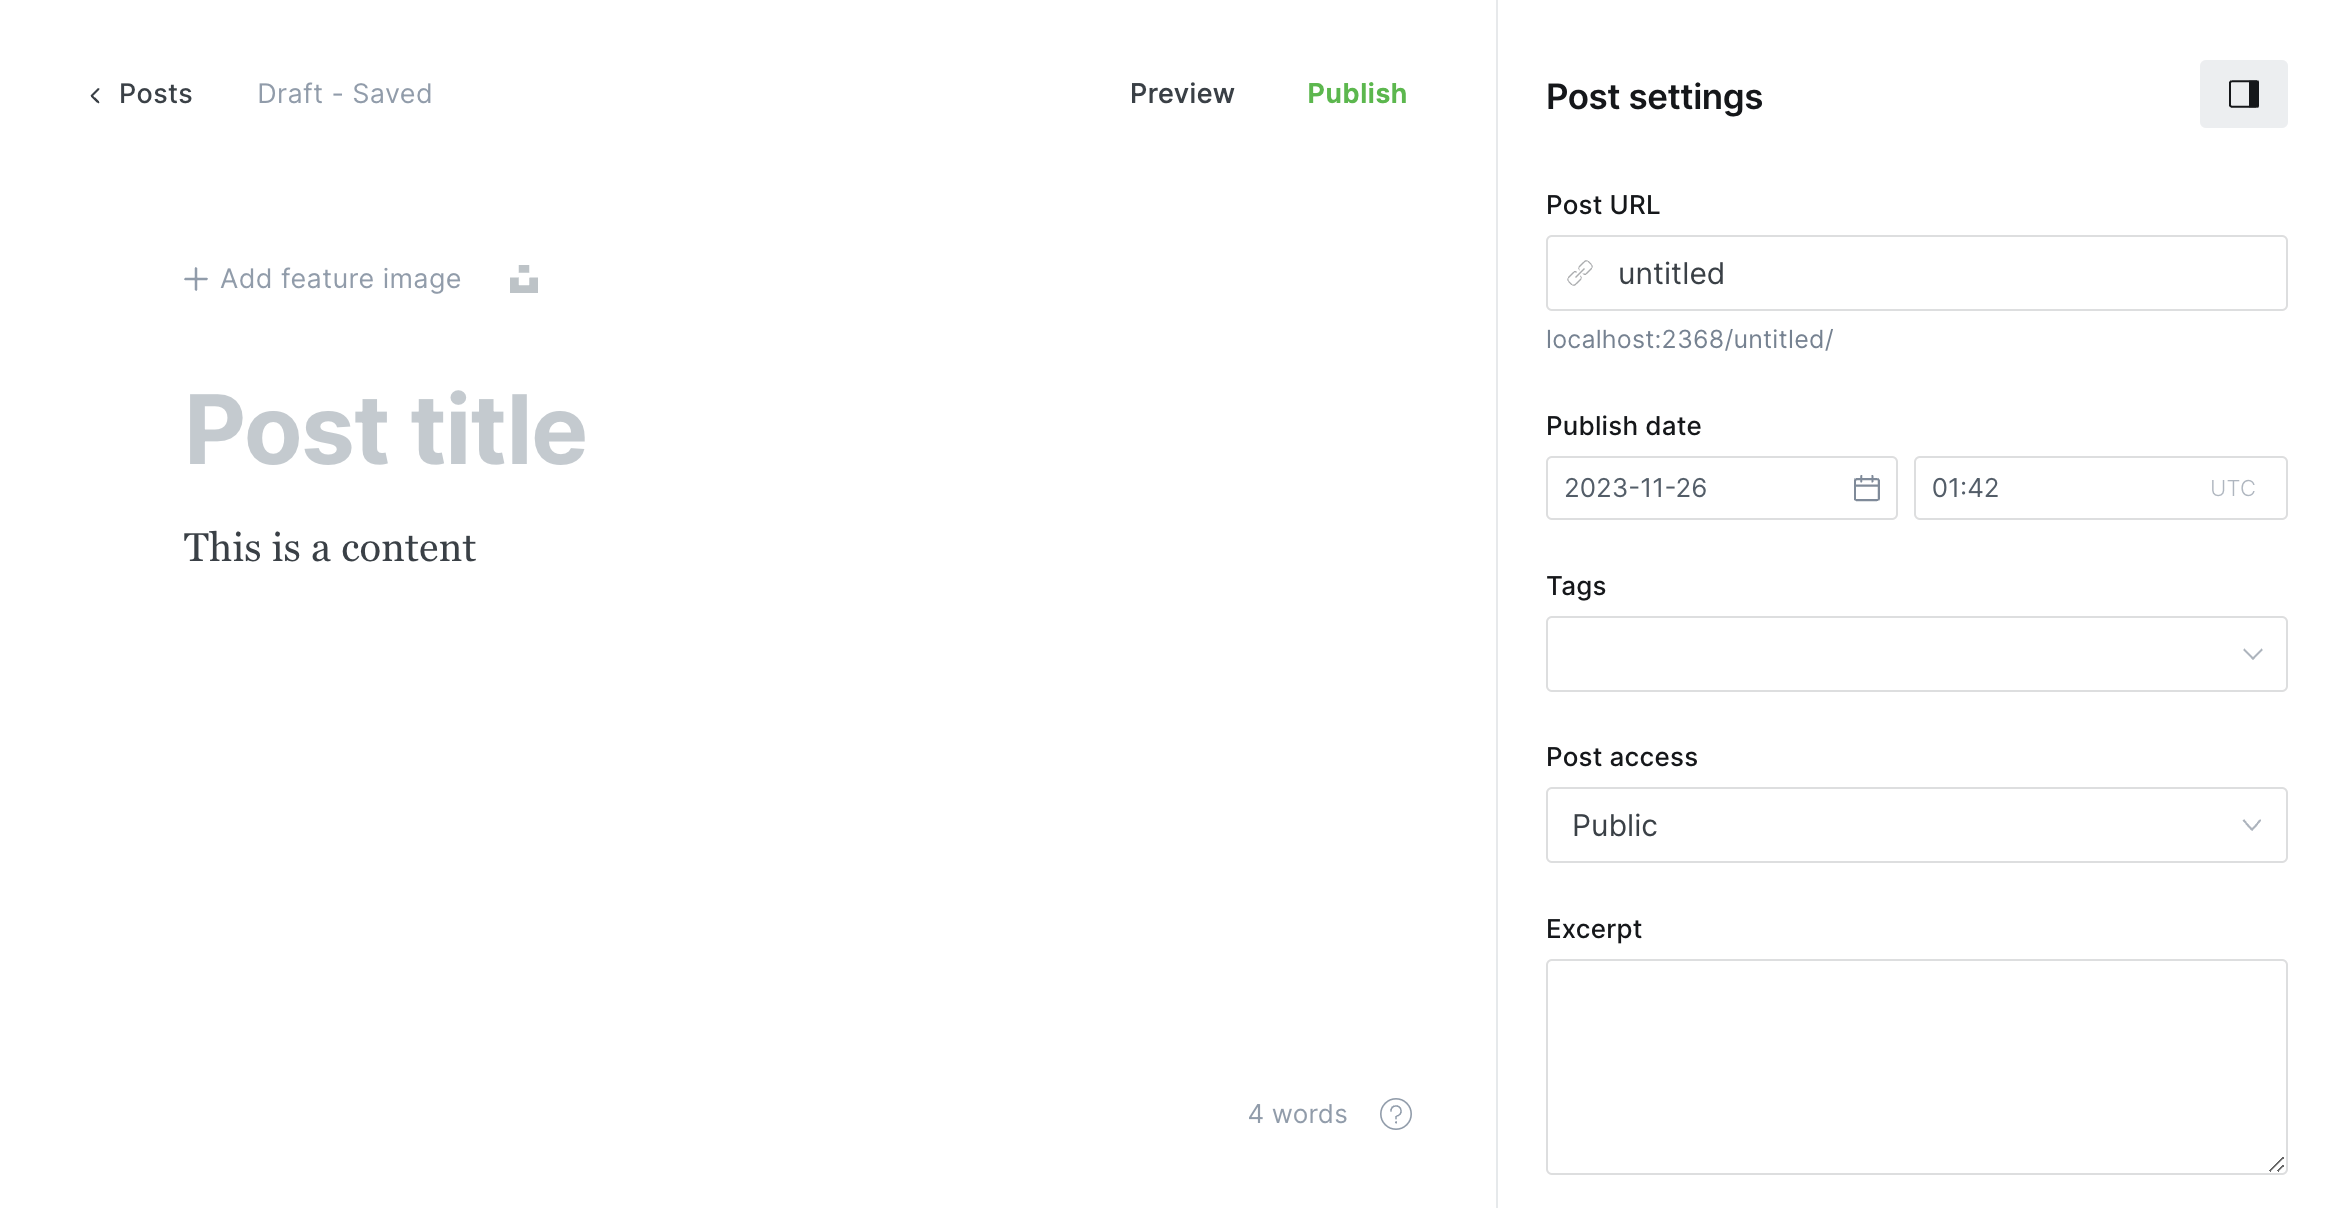 Posts
Draft - Saved
Preview
Publish
Add feature image
Post title
This is a content
4 words
?
Post settings
Post URL
untitled
localhost:2368/untitled/
Publish date
2023-11-26
01:42 UTC
Tags
Post access
Public
Excerpt